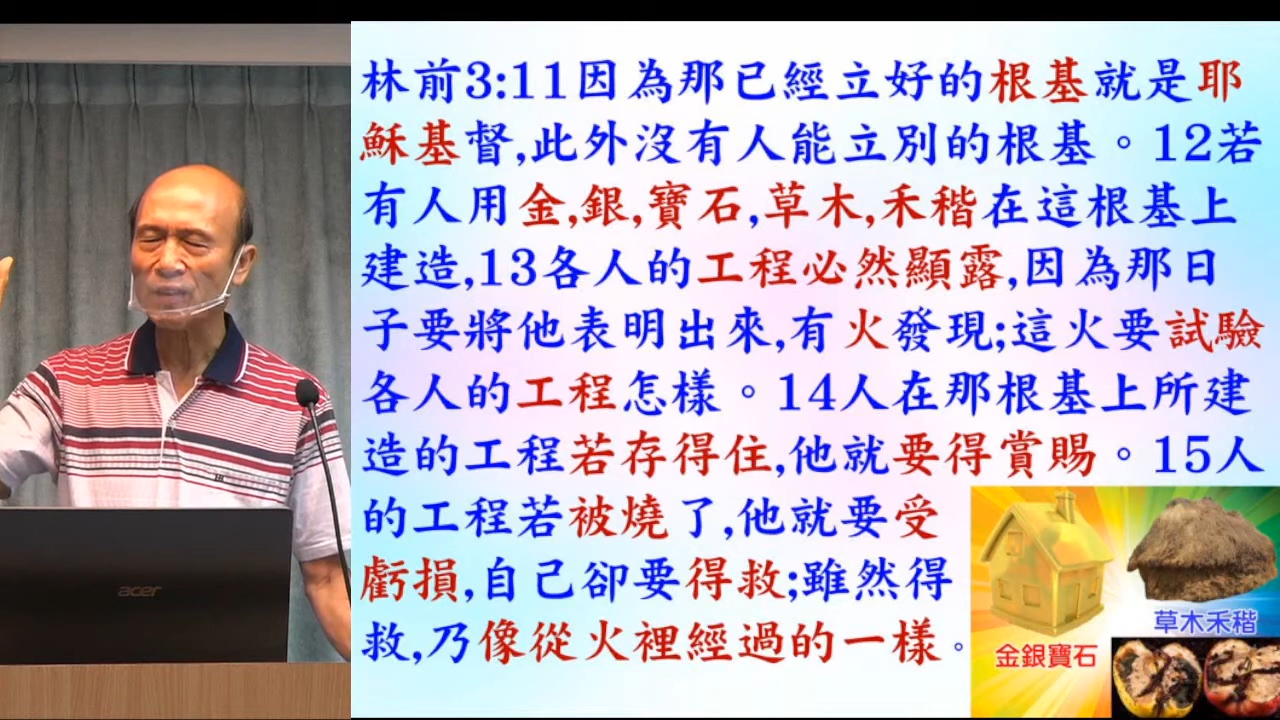 林前3:11因為那已經立好的根基就是耶
穌基督,此外沒有人能立別的根基。12若
有人用金,銀,寶石,草木,禾稭在這根基上
建造,13各人的工程必然顯露,因為那日
子要將他表明出來,有火發現;這火要試驗
各人的工程怎樣。14人在那根基上所建
造的工程若存得住,他就要得賞賜。15人
的工程若被燒了,他就要受
虧損,自己卻要得救;雖然得
救,乃像從火裡經過的一樣。
草木禾稭
金銀寶石
acer